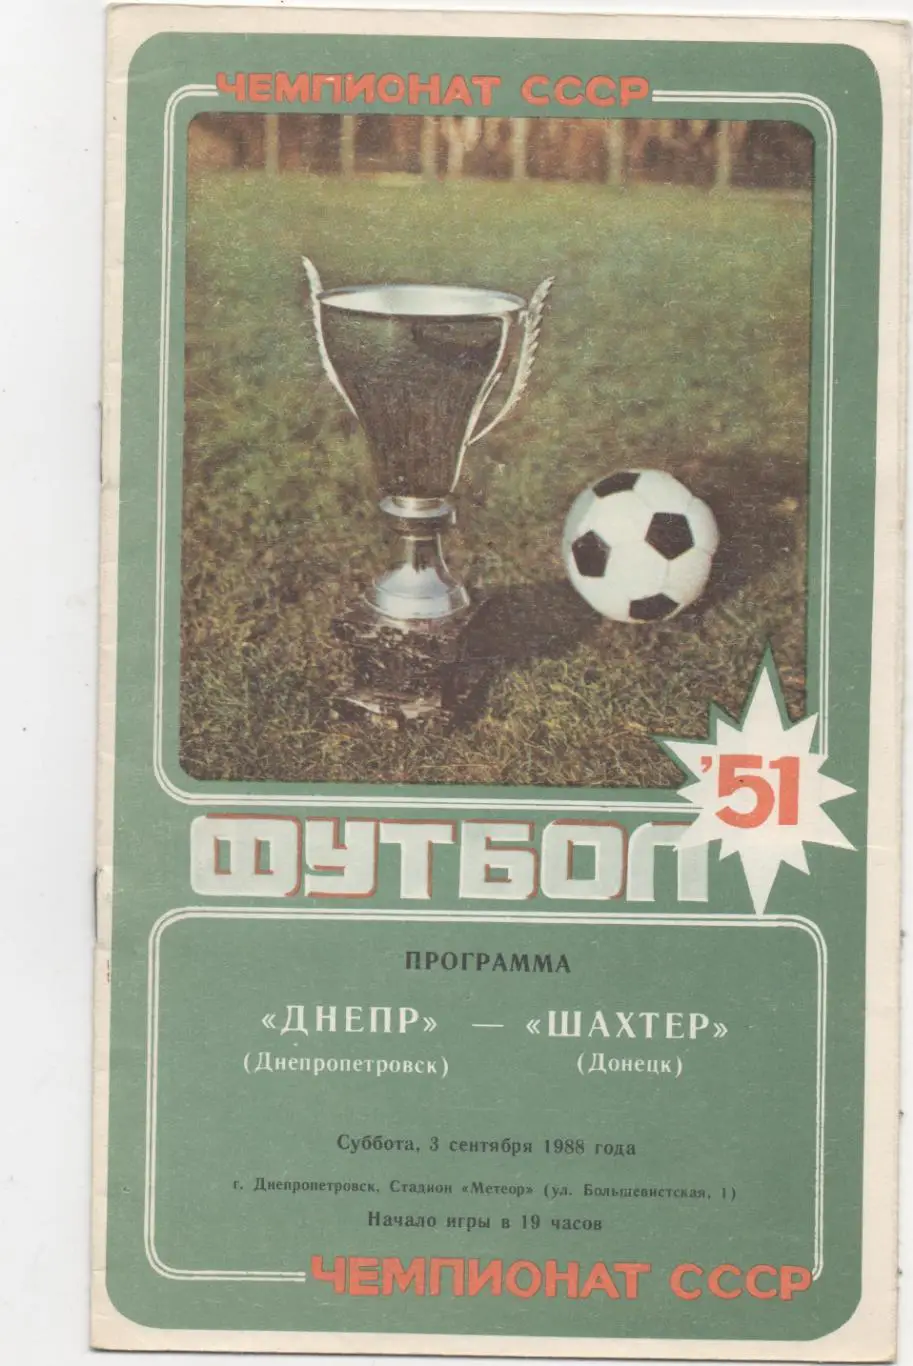 ЧЕМПИОНАТ СССР
'51
ФУТБОЛ
ПРОГРАММА
«ДНЕПР» — «ШАХТЕР»
(Днепропетровск) (Донецк)
Суббота, 3 сентября 1988 года
г. Днепропетровск, Стадион «Метеор» (ул. Большевистская, 1)
Начало игры в 19 часов
ЧЕМПИОНАТ СССР